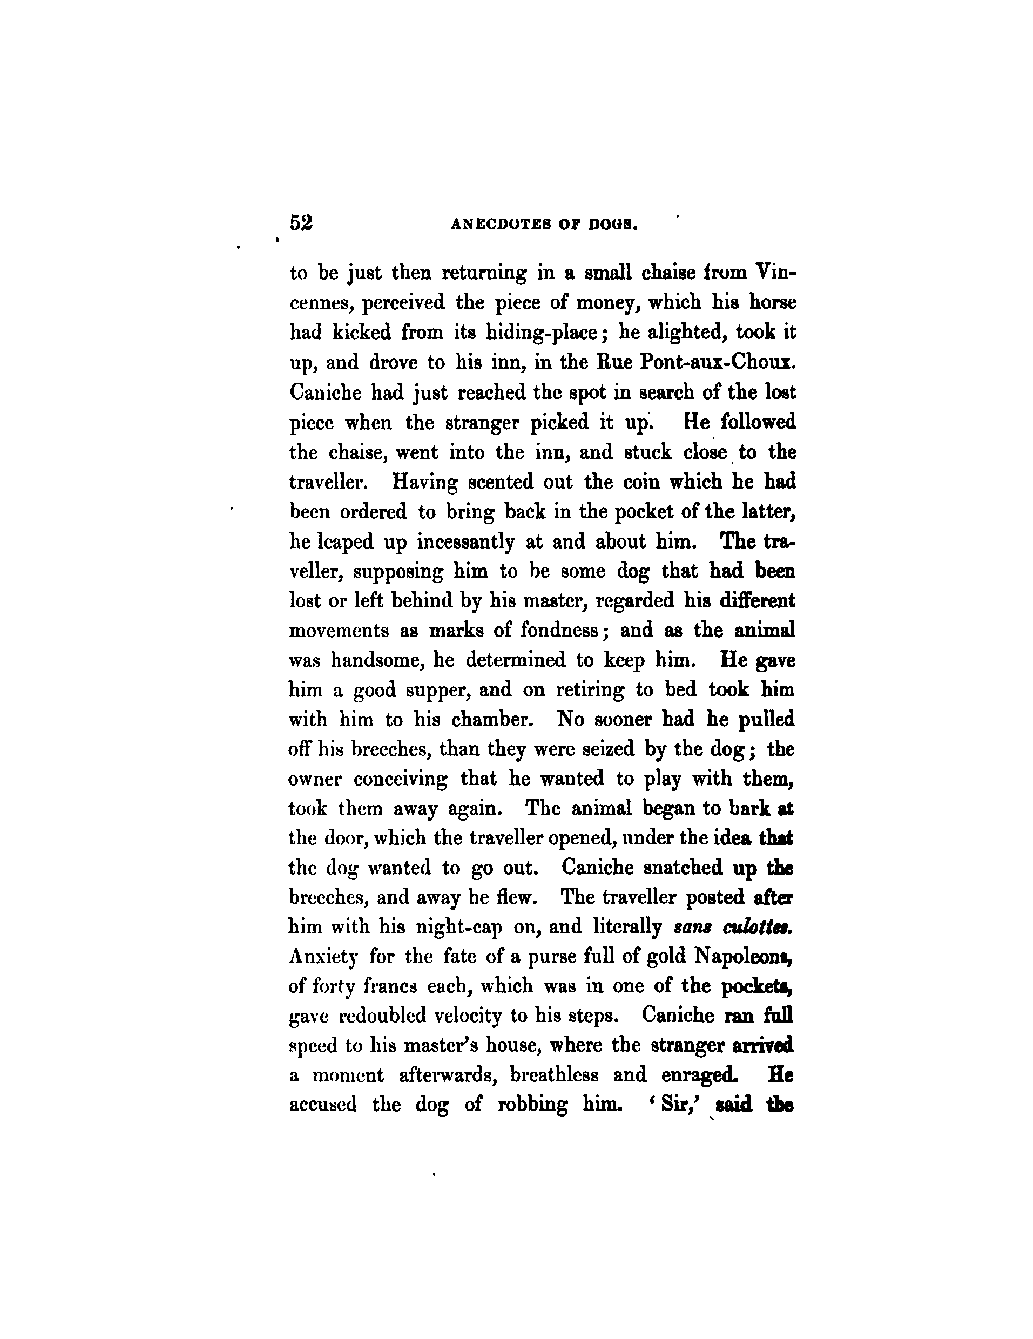 52 ANECDOTES OF DOGS.
to be just then returning in a small chaise from Vin-
cennes, perceived the piece of money, which his horse
had kicked from its hiding-place; he alighted, took it
up, and drove to his inn, in the Rue Pont-aux-Choux.
Caniche had just reached the spot in search of the lost
piece when the stranger picked it up. He followed
the chaise, went into the inn, and stuck close to the
traveller. Having scented out the coin which he had
been ordered to bring back in the pocket of the latter,
he leaped up incessantly at and about him. The tra-
veller, supposing him to be some dog that had been
lost or left behind by his master, regarded his different
movements as marks of fondness; and as the animal
was handsome, he determined to keep him. He gave
him a good supper, and on retiring to bed took him
with him to his chamber. No sooner had he pulled
off his breeches, than they were seized by the dog; the
owner conceiving that he wanted to play with them,
took them away again. The animal began to bark at
the door, which the traveller opened, under the idea that
the dog wanted to go out. Caniche snatched up the
breeches, and away he flew. The traveller posted after
him with his night-cap on, and literally sans culottes.
Anxiety for the fate of a purse full of gold Napoleons,
of forty francs each, which was in one of the pockets,
gave redoubled velocity to his steps. Caniche ran full
speed to his master's house, where the stranger arrived
a moment afterwards, breathless and enraged. He
accused the dog of robbing him. ‘Sir,’ said the